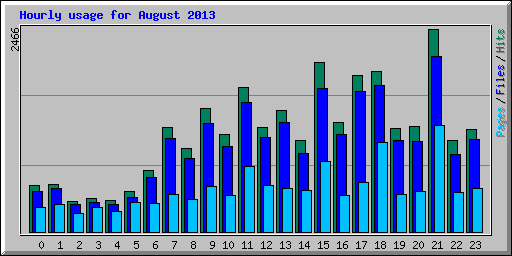 Hourly usage for August 2013
2466
Pages / Files / Hits
0 1 2 3 4 5 6 7 8 9 10 11 12 13 14 15 16 17 18 19 20 21 22 23